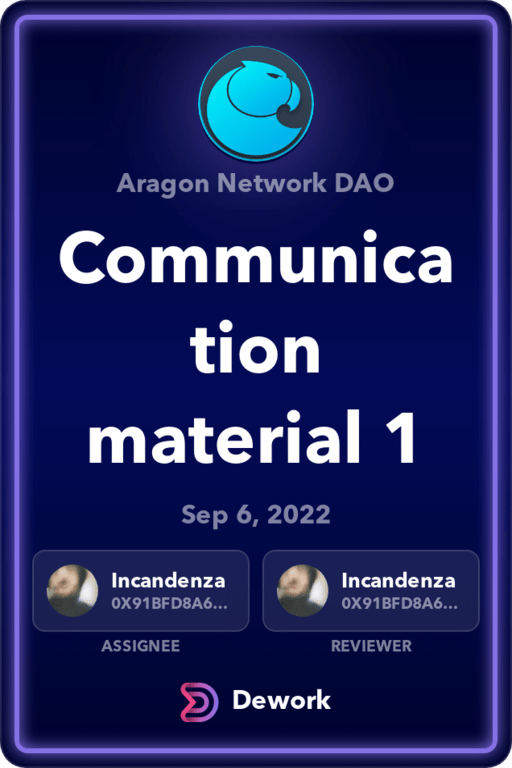 Aragon Network DAO
Communica
tion
material 1
Sep 6, 2022
Incandenza
0X91BFD8A6...
ASSIGNEE
Incandenza
0X91BFD8A6...
REVIEWER
Dework